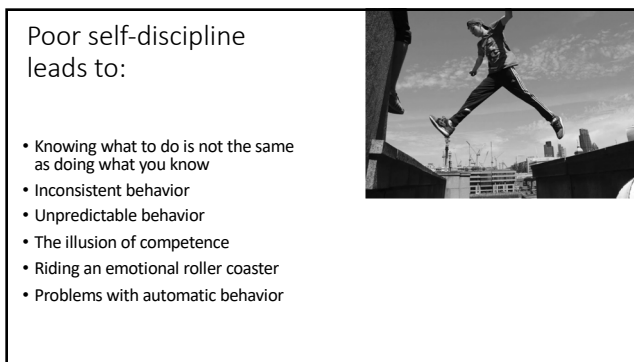 Poor self-discipline
leads to:
• Knowing what to do is not the same
as doing what you know
• Inconsistent behavior
• Unpredictable behavior
• The illusion of competence
• Riding an emotional roller coaster
• Problems with automatic behavior